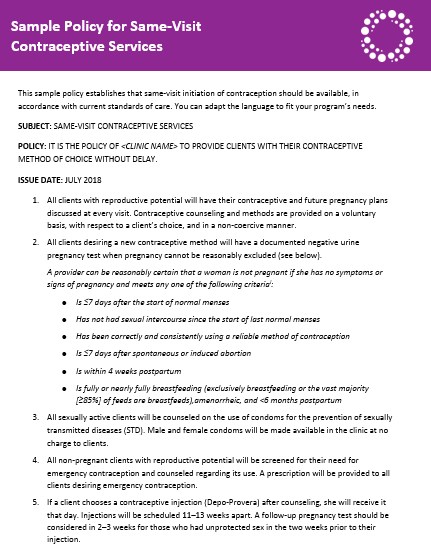 Sample Policy for Same-Visit
Contraceptive Services
This sample policy establishes that same-visit initiation of contraception should be available, in
accordance with current standards of care. You can adapt the language to fit your program's needs.
SUBJECT: SAME-VISIT CONTRACEPTIVE SERVICES
POLICY: IT IS THE POLICY OF <CLINIC NAME> TO PROVIDE CLIENTS WITH THEIR CONTRACEPTIVE
METHOD OF CHOICE WITHOUT DELAY.
ISSUE DATE: JULY 2018
1. All clients with reproductive potential will have their contraceptive and future pregnancy plans
discussed at every visit. Contraceptive counseling and methods are provided on a voluntary
basis, with respect to a client's choice, and in a non-coercive manner.
2. All clients desiring a new contraceptive method will have a documented negative urine
pregnancy test when pregnancy cannot be reasonably excluded (see below).
A provider can be reasonably certain that a woman is not pregnant if she has no symptoms or
signs of pregnancy and meets any one of the following criteriaⁱ:
● Is ≤7 days after the start of normal menses
● Has not had sexual intercourse since the start of last normal menses
● Has been correctly and consistently using a reliable method of contraception
● Is ≤7 days after spontaneous or induced abortion
● Is within 4 weeks postpartum
● Is fully or nearly fully breastfeeding (exclusively breastfeeding or the vast majority
[≥85%] of feeds are breastfeeds),amenorrheic, and <6 months postpartum
3. All sexually active clients will be counseled on the use of condoms for the prevention of sexually
transmitted diseases (STD). Male and female condoms will be made available in the clinic at no
charge to clients.
4. All non-pregnant clients with reproductive potential will be screened for their need for
emergency contraception and counseled regarding its use. A prescription will be provided to all
clients desiring emergency contraception.
5. If a client chooses a contraceptive injection (Depo-Provera) after counseling, she will receive it
that day. Injections will be scheduled 11–13 weeks apart. A follow-up pregnancy test should be
considered in 2–3 weeks for those who had unprotected sex in the two weeks prior to their
injection.